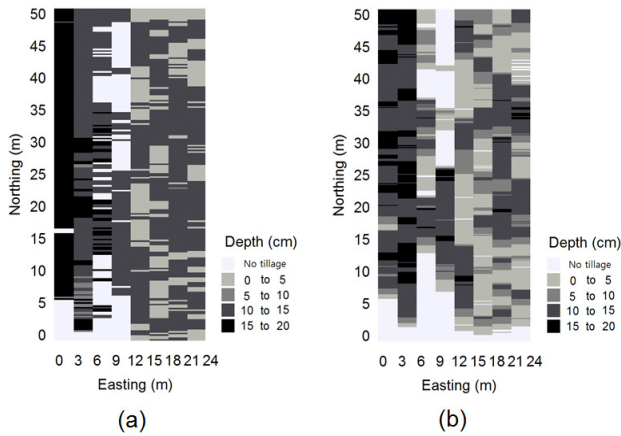 50
45
40
35
30
25
20
15
10
5
0
Northing (m)
0 3 6 9 12 15 18 21 24
Easting (m)
Depth (cm)
No tillage
0 to 5
5 to 10
10 to 15
15 to 20
(a)
50
45
40
35
30
25
20
15
10
5
0
Northing (m)
0 3 6 9 12 15 18 21 24
Easting (m)
Depth (cm)
No tillage
0 to 5
5 to 10
10 to 15
15 to 20
(b)